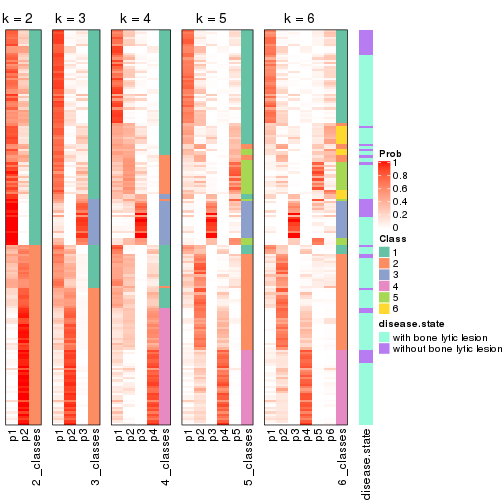 k = 2
k = 3
k = 4
k = 5
k = 6
p1
p2
2_classes
p1
p2
p3
3_classes
p1
p2
p3
p4
4_classes
p1
p2
p3
p4
p5
5_classes
p1
p2
p3
p4
p5
p6
6_classes
disease.state
Prob
1
0.8
0.6
0.4
0.2
0
Class
1
2
3
4
5
6
disease.state
with bone lytic lesion
without bone lytic lesion